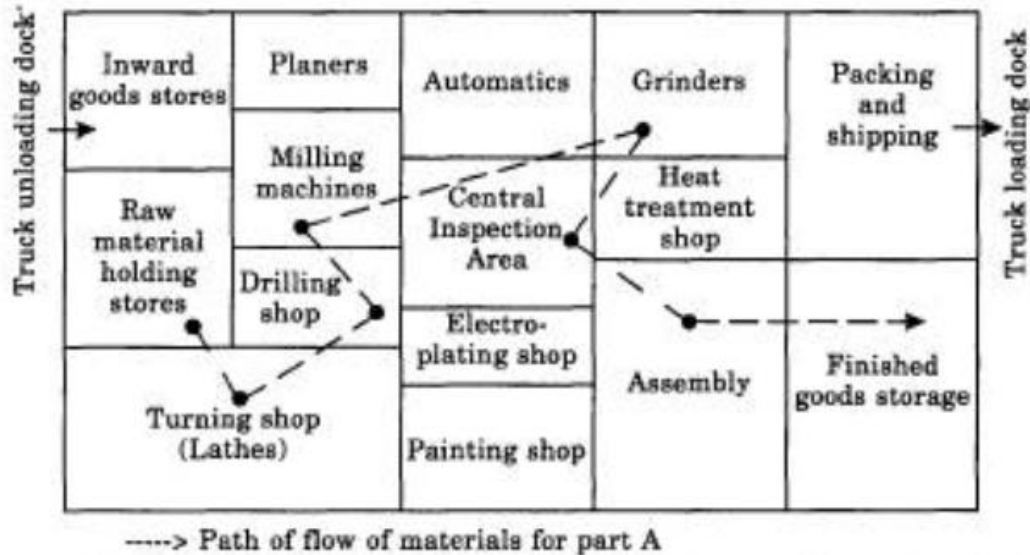 Truck unloading dock
Inward
goods stores
Planers
Automatics
Grinders
Packing
and
shipping
Truck loading dock
Milling
machines
Raw
material
holding
stores
Drilling
shop
Central
Inspection
Area
Heat
treatment
shop
Electro-
plating shop
Turning shop
(Lathes)
Painting shop
Assembly
Finished
goods storage
-----> Path of flow of materials for part A